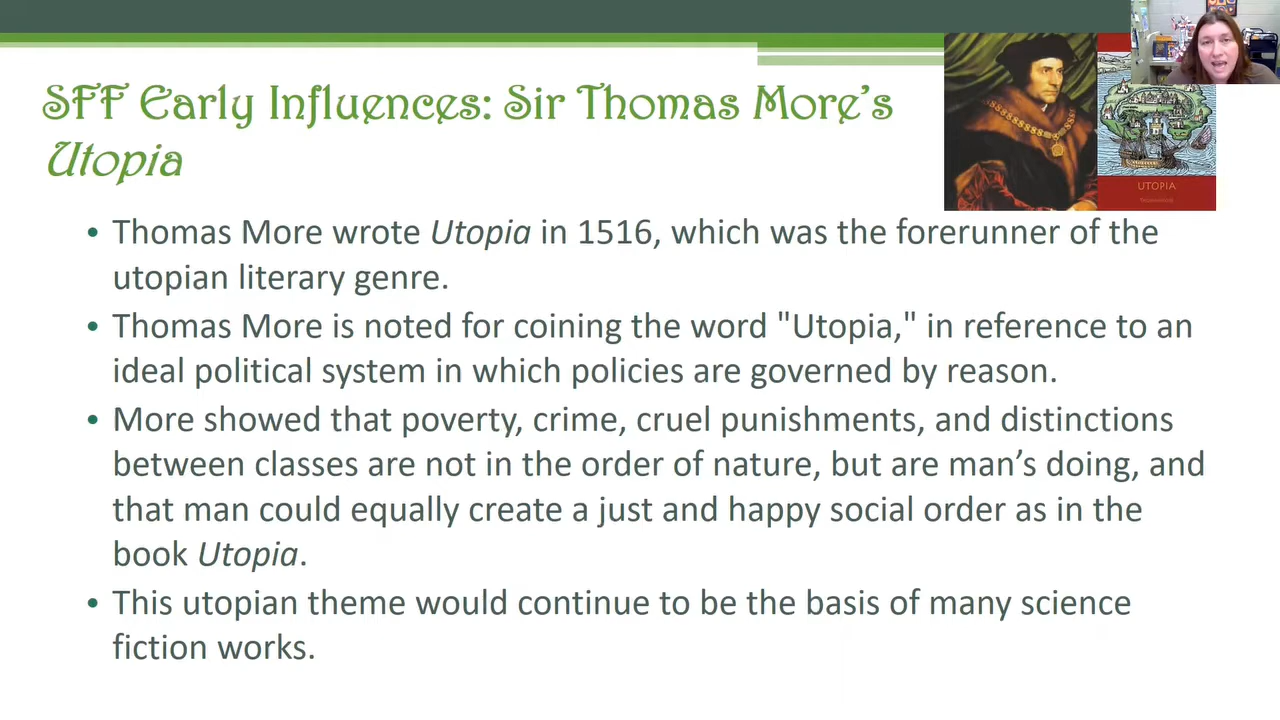 SFF Early Influences: Sir Thomas More's
Utopia
UTOPIA
• Thomas More wrote Utopia in 1516, which was the forerunner of the
utopian literary genre.
• Thomas More is noted for coining the word "Utopia," in reference to an
ideal political system in which policies are governed by reason.
• More showed that poverty, crime, cruel punishments, and distinctions
between classes are not in the order of nature, but are man's doing, and
that man could equally create a just and happy social order as in the
book Utopia.
• This utopian theme would continue to be the basis of many science
fiction works.